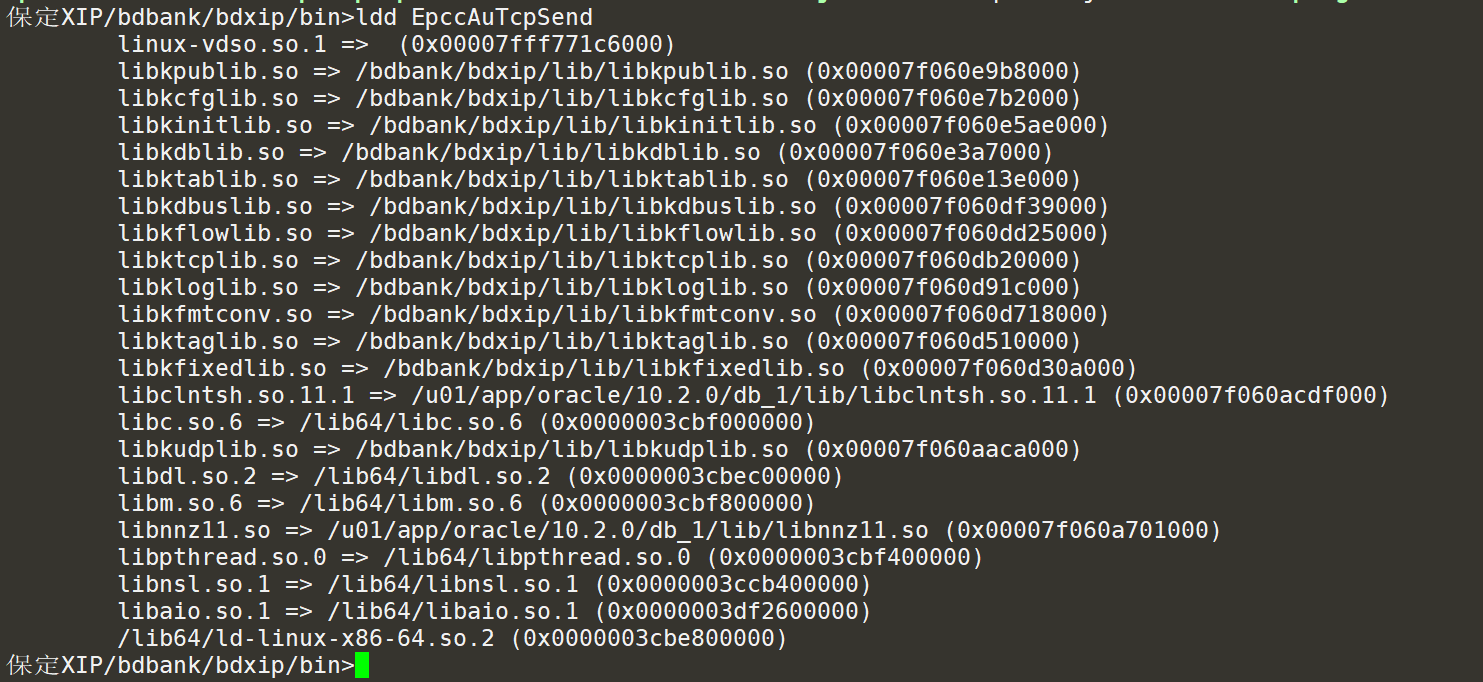 保定XIP/bdbank/bdxip/bin>ldd EpccAuTcpSend
linux-vdso.so.1 =>  (0x00007fff771c6000)
libkpublib.so => /bdbank/bdxip/lib/libkpublib.so (0x00007f060e9b8000)
libkcfglib.so => /bdbank/bdxip/lib/libkcfglib.so (0x00007f060e7b2000)
libkinitlib.so => /bdbank/bdxip/lib/libkinitlib.so (0x00007f060e5ae000)
libkdblib.so => /bdbank/bdxip/lib/libkdblib.so (0x00007f060e3a7000)
libktablib.so => /bdbank/bdxip/lib/libktablib.so (0x00007f060e13e000)
libkdbuslib.so => /bdbank/bdxip/lib/libkdbuslib.so (0x00007f060df39000)
libkflowlib.so => /bdbank/bdxip/lib/libkflowlib.so (0x00007f060dd25000)
libktcplib.so => /bdbank/bdxip/lib/libktcplib.so (0x00007f060db20000)
libkloglib.so => /bdbank/bdxip/lib/libkloglib.so (0x00007f060d91c000)
libkfmtconv.so => /bdbank/bdxip/lib/libkfmtconv.so (0x00007f060d718000)
libktaglib.so => /bdbank/bdxip/lib/libktaglib.so (0x00007f060d510000)
libkfixedlib.so => /bdbank/bdxip/lib/libkfixedlib.so (0x00007f060d30a000)
libclntsh.so.11.1 => /u01/app/oracle/10.2.0/db_1/lib/libclntsh.so.11.1 (0x00007f060acdf000)
libc.so.6 => /lib64/libc.so.6 (0x0000003cbf000000)
libkudplib.so => /bdbank/bdxip/lib/libkudplib.so (0x00007f060aaca000)
libdl.so.2 => /lib64/libdl.so.2 (0x0000003cbec00000)
libm.so.6 => /lib64/libm.so.6 (0x0000003cbf800000)
libnnz11.so => /u01/app/oracle/10.2.0/db_1/lib/libnnz11.so (0x00007f060a701000)
libpthread.so.0 => /lib64/libpthread.so.0 (0x0000003cbf400000)
libnsl.so.1 => /lib64/libnsl.so.1 (0x0000003ccb400000)
libaio.so.1 => /lib64/libaio.so.1 (0x0000003df2600000)
/lib64/ld-linux-x86-64.so.2 (0x0000003cbe800000)
保定XIP/bdbank/bdxip/bin>